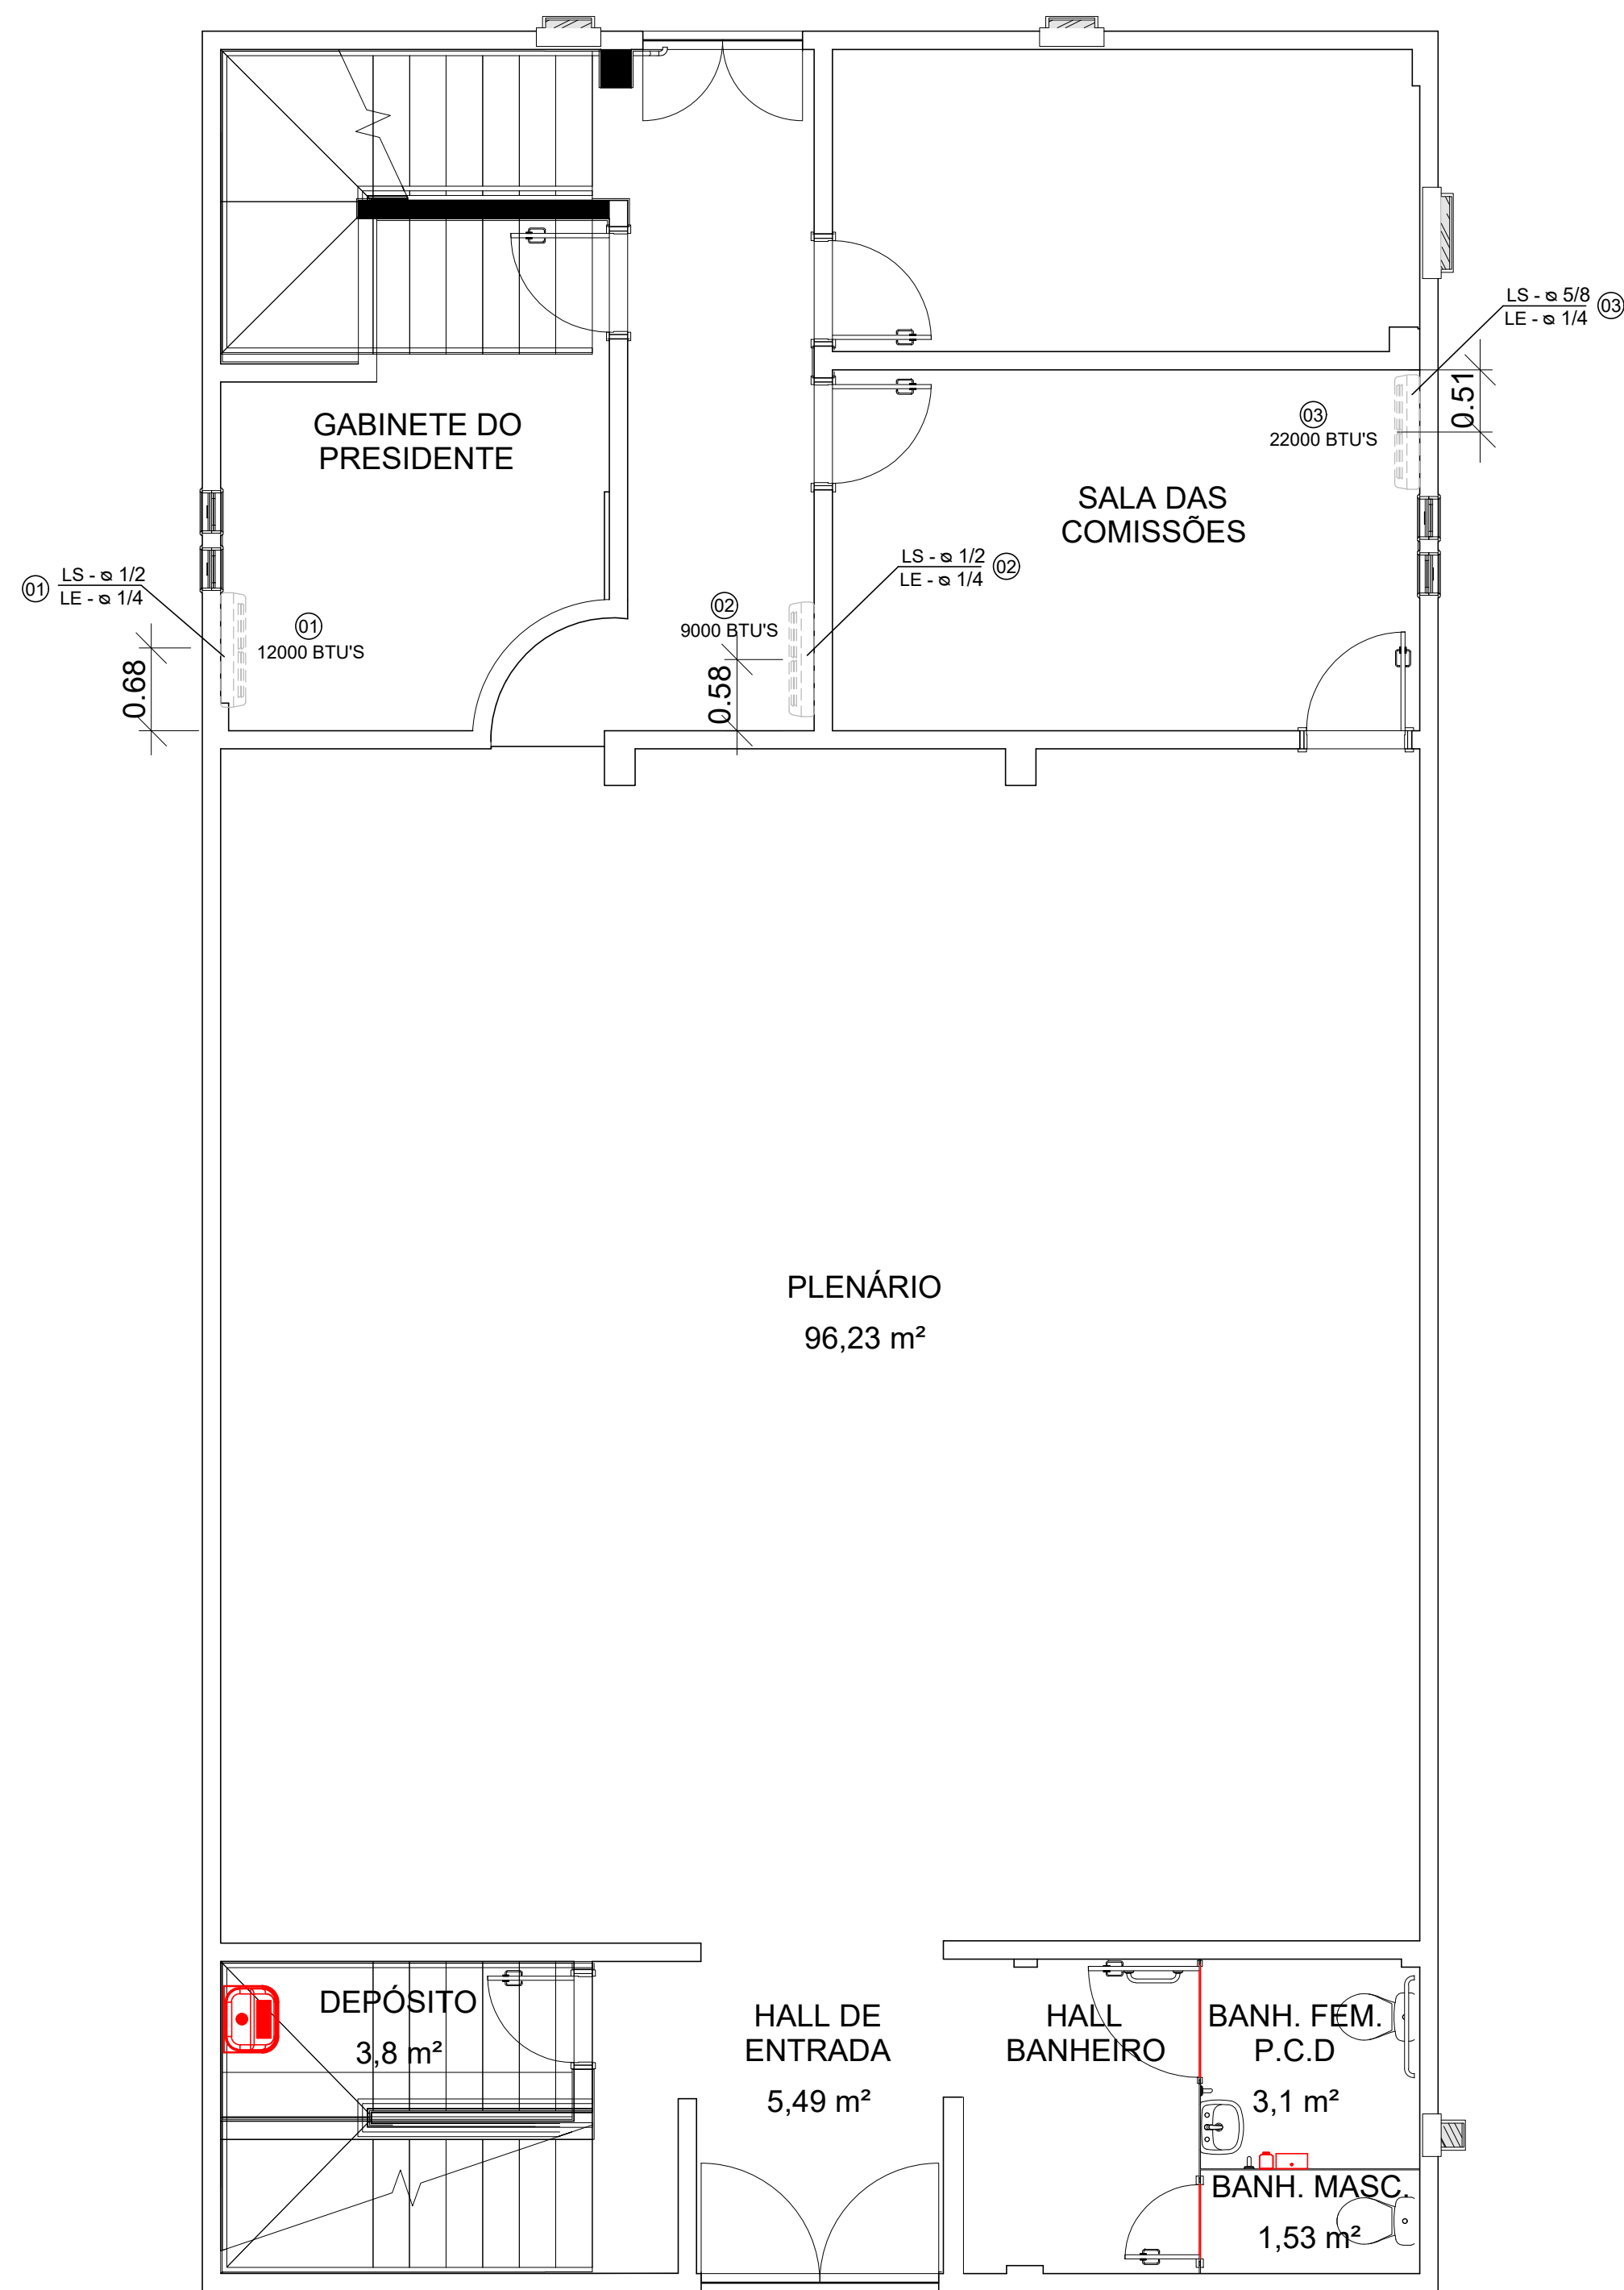 LS - ø 5/8
LE - ø 1/4
03
0.51
GABINETE DO
PRESIDENTE
03
22000 BTU'S
SALA DAS
COMISSÕES
LS - ø 1/2
LE - ø 1/4
02
01
LS - ø 1/2
LE - ø 1/4
01
12000 BTU'S
02
9000 BTU'S
0.68
0.58
PLENÁRIO
96,23 m²
DEPÓSITO
3,8 m²
HALL DE
ENTRADA
5,49 m²
HALL
BANHEIRO
BANH. FEM.
P.C.D
3,1 m²
BANH. MASC.
1,53 m²